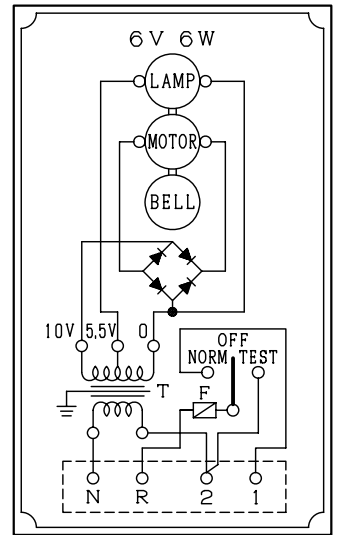 6V 6W
LAMP
MOTOR
BELL
10V 5,5V 0
OFF
NORM TEST
T F
N R 2 1